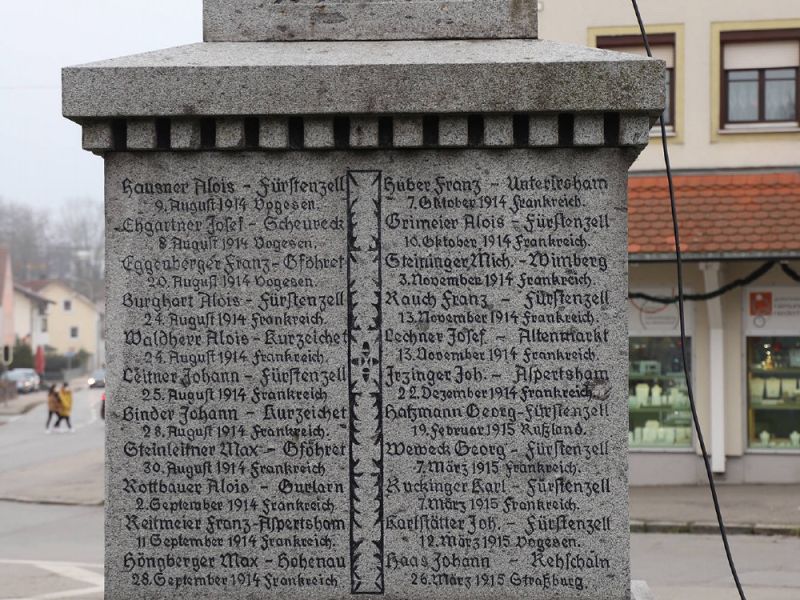 Hausner Alois - Fürstenzell
9. August 1914 Vogesen.
Ehgartner Josef - Scheureck
8. August 1914 Vogesen.
Eggenberger Franz - Gföhret
20. August 1914 Vogesen.
Burghart Alois - Fürstenzell
24. August 1914 Frankreich.
Waldherr Alois - Kurzeichet
24. August 1914 Frankreich.
Leitner Johann - Fürstenzell
25. August 1914 Frankreich
Binder Johann - Kurzeichet
28. August 1914 Frankreich.
Steinleitner Max - Gföhret
30. August 1914 Frankreich
Rottbauer Alois - Gurlarn
2. September 1914 Frankreich.
Reitmeier Franz - Aspertsham
11. September 1914 Frankreich.
Höngberger Max - Hohenau
28. September 1914 Frankreich
Huber Franz - Unterirsham
7. Oktober 1914 Frankreich.
Grimeier Alois - Fürstenzell
10. Oktober 1914 Frankreich.
Steininger Mich. - Wimberg
3. November 1914 Frankreich.
Rauch Franz - Fürstenzell
13. November 1914 Frankreich.
Lechner Josef - Altenmarkt
13. November 1914 Frankreich.
Irzinger Joh. - Aspertsham
22. Dezember 1914 Frankreich.
Hatzmann Georg - Fürstenzell
19. Februar 1915 Rußland.
Weweck Georg - Fürstenzell
7. März 1915 Frankreich.
Ruckinger Karl - Fürstenzell
7. März 1915 Frankreich.
Karlstätter Joh. - Fürstenzell
12. März 1915 Vogesen.
Haas Johann - Rehschaln
26. März 1915 Straßburg.